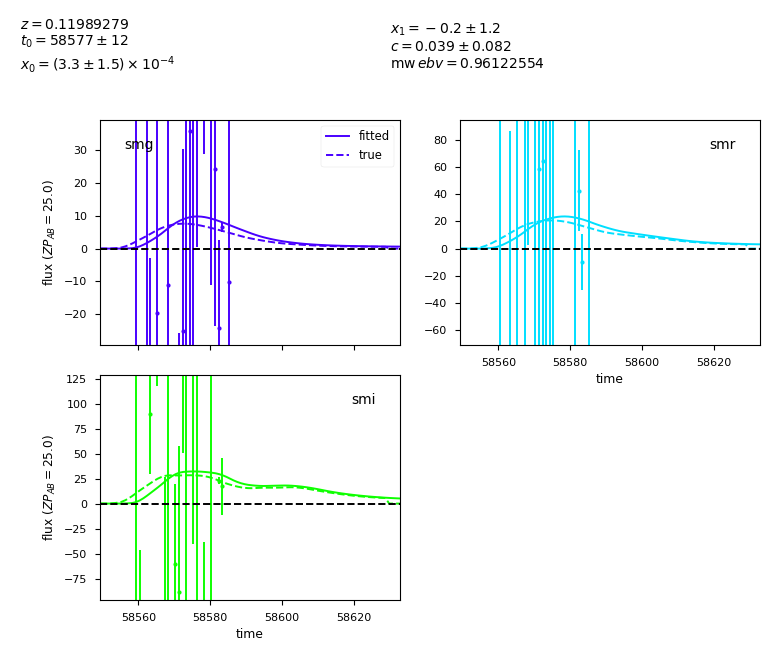 z = 0.11989279
t₀ = 58577 ± 12
x₀ = (3.3 ± 1.5) × 10⁻⁴
x₁ = − 0.2 ± 1.2
c = 0.039 ± 0.082
mw ebv = 0.96122554
smg
fitted
true
30
20
10
0
−10
−20
flux (ZP_AB = 25.0)
smr
80
60
40
20
0
−20
−40
−60
58560 58580 58600 58620
time
smi
125
100
75
50
25
0
−25
−50
−75
flux (ZP_AB = 25.0)
58560 58580 58600 58620
time